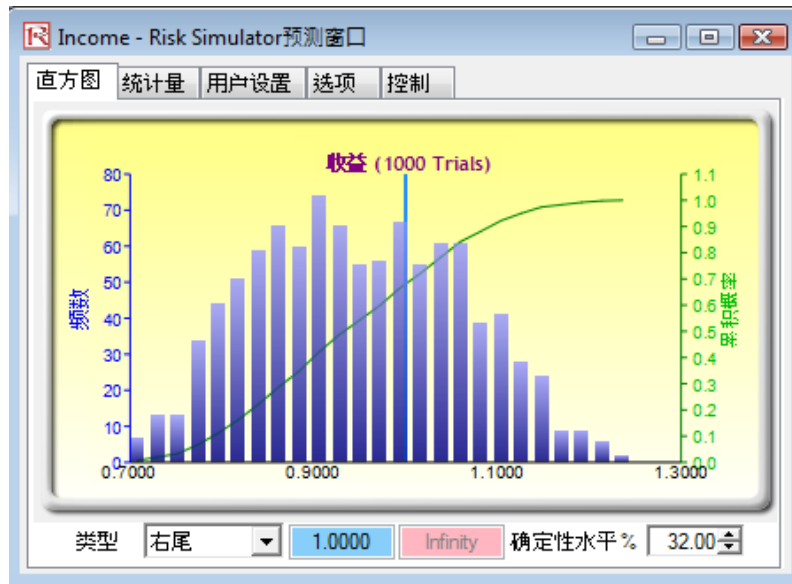 Income - Risk Simulator预测窗口
直方图 统计量 用户设置 选项 控制
收益 (1000 Trials)
80 1.1
70 1.0
60 0.9
50 0.8
40 0.7
30 0.6
20 0.5
10 0.4
0 0.3
0.2
0.1
0.0
频数
累积概率
0.7000 0.9000 1.1000 1.3000
类型 右尾 1.0000 Infinity 确定性水平% 32.00